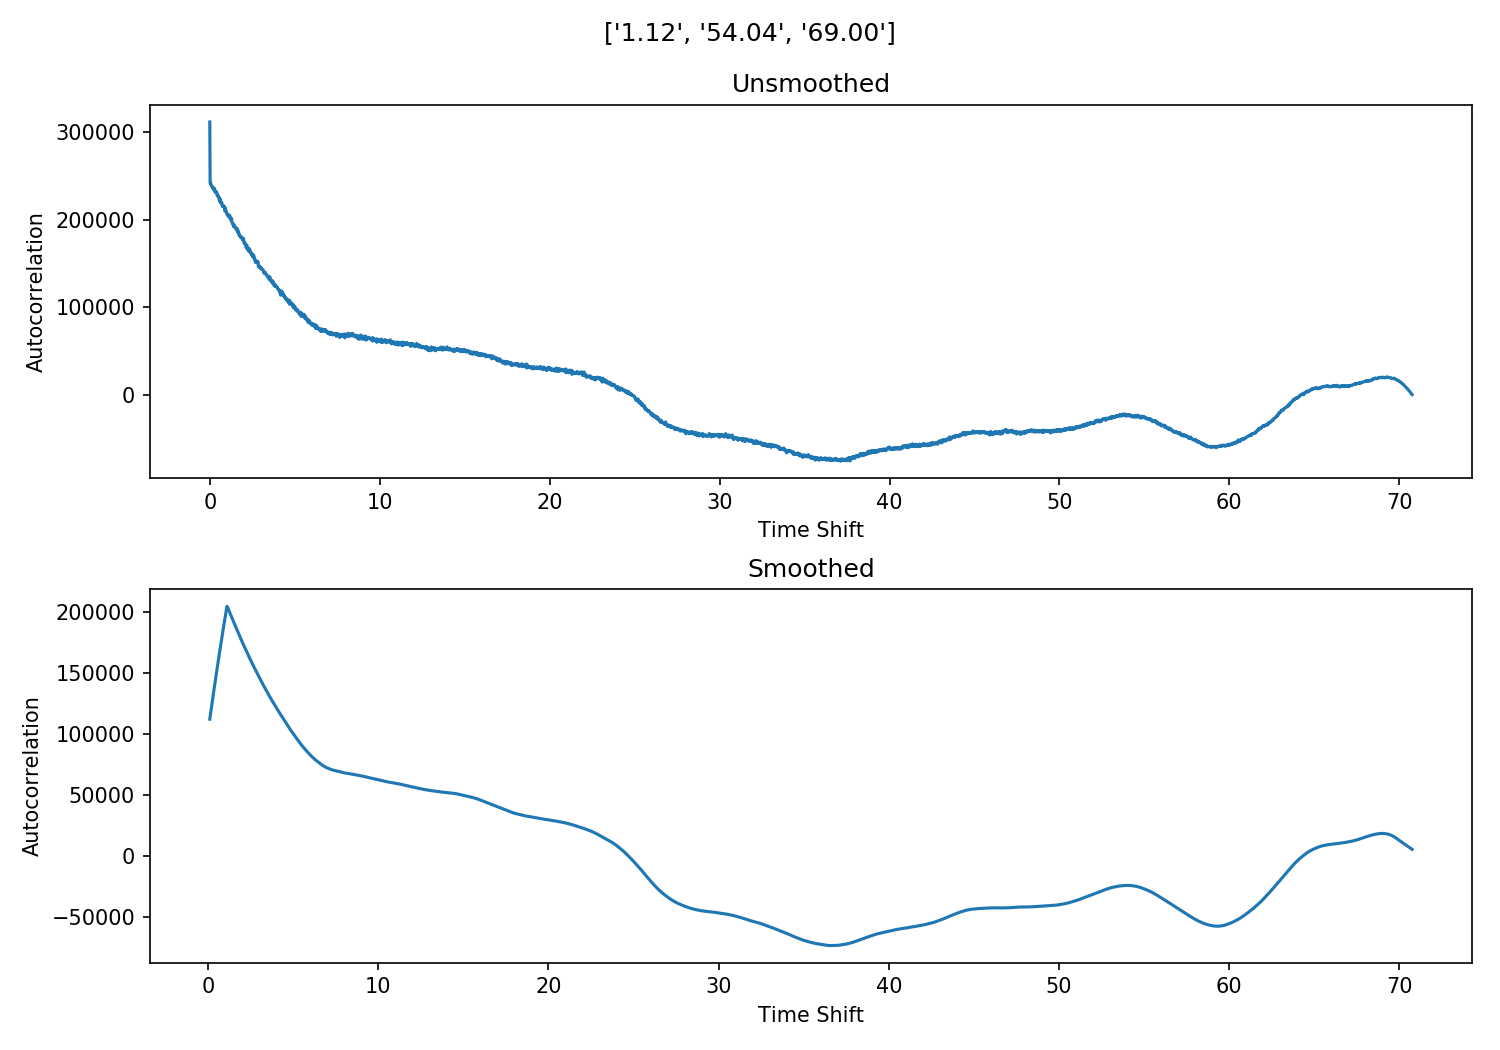 ['1.12', '54.04', '69.00']
Unsmoothed
300000
200000
100000
0
Autocorrelation
0 10 20 30 40 50 60 70
Time Shift
Smoothed
200000
150000
100000
50000
0
−50000
Autocorrelation
0 10 20 30 40 50 60 70
Time Shift